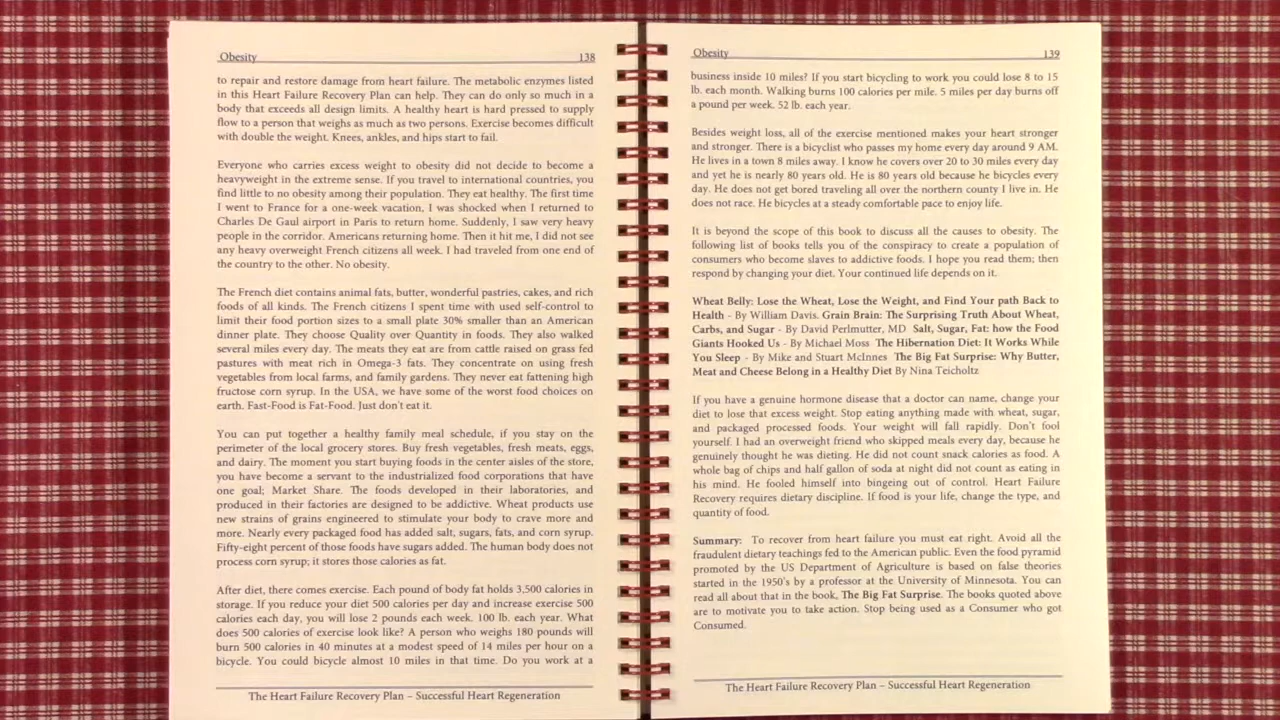 Obesity 138
to repair and restore damage from heart failure. The metabolic enzymes listed
in this Heart Failure Recovery Plan can help. They can do only so much in a
body that exceeds all design limits. A healthy heart is hard pressed to supply
flow to a person that weighs as much as two persons. Exercise becomes difficult
with double the weight. Knees, ankles, and hips start to fail.
Everyone who carries excess weight to obesity did not decide to become a
heavyweight in the extreme sense. If you travel to international countries, you
find little to no obesity among their population. They eat healthy. The first time
I went to France for a one-week vacation, I was shocked when I returned to
Charles De Gaul airport in Paris to return home. Suddenly, I saw very heavy
people in the corridor. Americans returning home. Then it hit me, I did not see
any heavy overweight French citizens all week. I had traveled from one end of
the country to the other. No obesity.
The French diet contains animal fats, butter, wonderful pastries, cakes, and rich
foods of all kinds. The French citizens I spent time with used self-control to
limit their food portion sizes to a small plate 30% smaller than an American
dinner plate. They choose Quality over Quantity in foods. They also walked
several miles every day. The meats they eat are from cattle raised on grass fed
pastures with meat rich in Omega-3 fats. They concentrate on using fresh
vegetables from local farms, and family gardens. They never eat fattening high
fructose corn syrup. In the USA, we have some of the worst food choices on
earth. Fast-Food is Fat-Food. Just don't eat it.
You can put together a healthy family meal schedule, if you stay on the
perimeter of the local grocery stores. Buy fresh vegetables, fresh meats, eggs,
and dairy. The moment you start buying foods in the center aisles of the store,
you have become a servant to the industrialized food corporations that have
one goal; Market Share. The foods developed in their laboratories, and
produced in their factories are designed to be addictive. Wheat products use
new strains of grains engineered to stimulate your body to crave more and
more. Nearly every packaged food has added salt, sugars, fats, and corn syrup.
Fifty-eight percent of those foods have sugars added. The human body does not
process corn syrup; it stores those calories as fat.
After diet, there comes exercise. Each pound of body fat holds 3,500 calories in
storage. If you reduce your diet 500 calories per day and increase exercise 500
calories each day, you will lose 2 pounds each week. 100 lb. each year. What
does 500 calories of exercise look like? A person who weighs 180 pounds will
burn 500 calories in 40 minutes at a modest speed of 14 miles per hour on a
bicycle. You could bicycle almost 10 miles in that time. Do you work at a
The Heart Failure Recovery Plan – Successful Heart Regeneration
Obesity 139
business inside 10 miles? If you start bicycling to work you could lose 8 to 15
lb. each month. Walking burns 100 calories per mile. 5 miles per day burns off
a pound per week. 52 lb. each year.
Besides weight loss, all of the exercise mentioned makes your heart stronger
and stronger. There is a bicyclist who passes my home every day around 9 AM.
He lives in a town 8 miles away. I know he covers over 20 to 30 miles every day
and yet he is nearly 80 years old. He is 80 years old because he bicycles every
day. He does not get bored traveling all over the northern county I live in. He
does not race. He bicycles at a steady comfortable pace to enjoy life.
It is beyond the scope of this book to discuss all the causes to obesity. The
following list of books tells you of the conspiracy to create a population of
consumers who become slaves to addictive foods. I hope you read them; then
respond by changing your diet. Your continued life depends on it.
Wheat Belly: Lose the Wheat, Lose the Weight, and Find Your path Back to
Health - By William Davis. Grain Brain: The Surprising Truth About Wheat,
Carbs, and Sugar - By David Perlmutter, MD Salt, Sugar, Fat: how the Food
Giants Hooked Us - By Michael Moss The Hibernation Diet: It Works While
You Sleep - By Mike and Stuart McInnes The Big Fat Surprise: Why Butter,
Meat and Cheese Belong in a Healthy Diet By Nina Teicholtz
If you have a genuine hormone disease that a doctor can name, change your
diet to lose that excess weight. Stop eating anything made with wheat, sugar,
and packaged processed foods. Your weight will fall rapidly. Don't fool
yourself. I had an overweight friend who skipped meals every day, because he
genuinely thought he was dieting. He did not count snack calories as food. A
whole bag of chips and half gallon of soda at night did not count as eating in
his mind. He fooled himself into bingeing out of control. Heart Failure
Recovery requires dietary discipline. If food is your life, change the type, and
quantity of food.
Summary: To recover from heart failure you must eat right. Avoid all the
fraudulent dietary teachings fed to the American public. Even the food pyramid
promoted by the US Department of Agriculture is based on false theories
started in the 1950's by a professor at the University of Minnesota. You can
read all about that in the book, The Big Fat Surprise. The books quoted above
are to motivate you to take action. Stop being used as a Consumer who got
Consumed.
The Heart Failure Recovery Plan – Successful Heart Regeneration